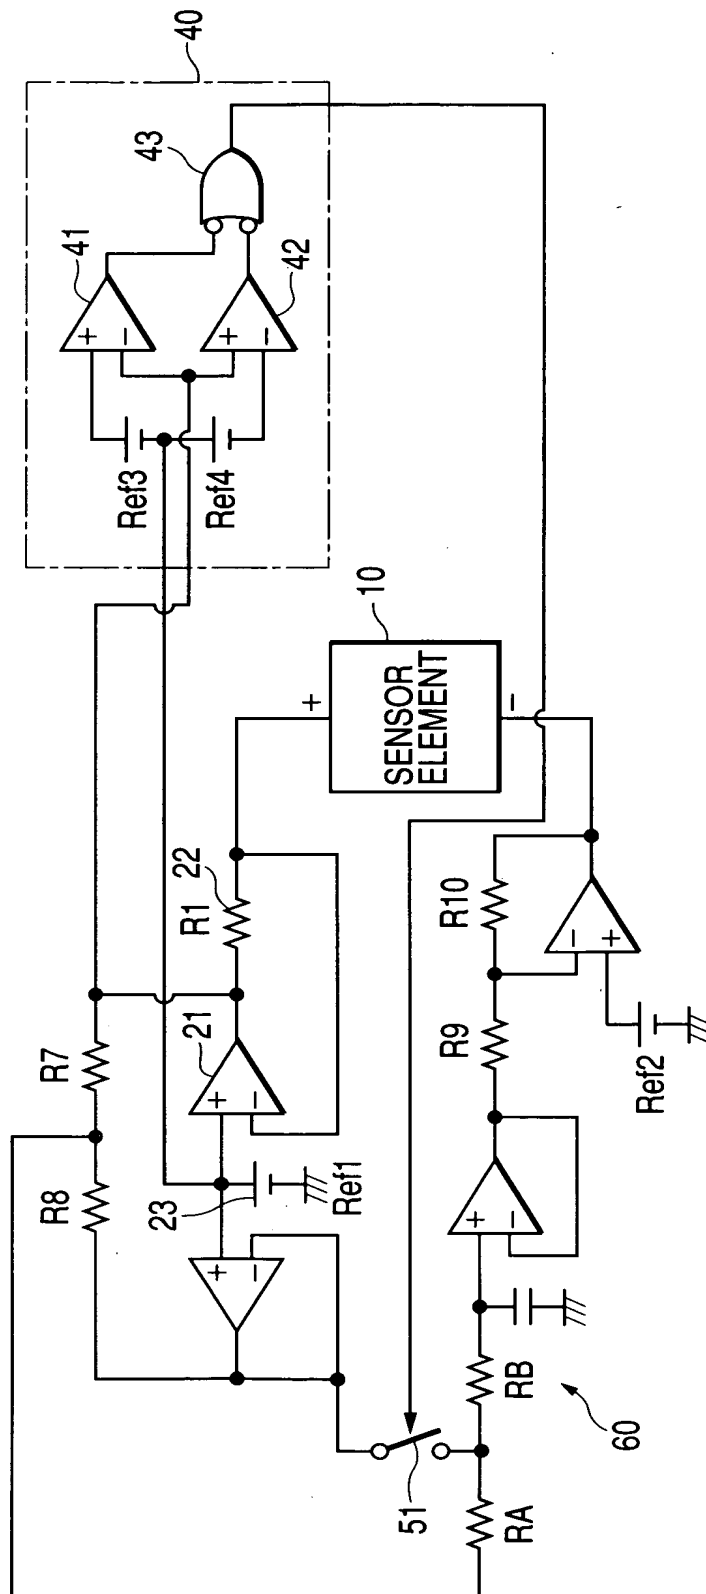 40
R8
R7
41
+
−
43
Ref3
Ref4
+
−
42
23
+
−
Ref1
+
−
21
22
R1
+
10
SENSOR
ELEMENT
−
51
RA
RB
60
+
−
R9
R10
−
+
Ref2